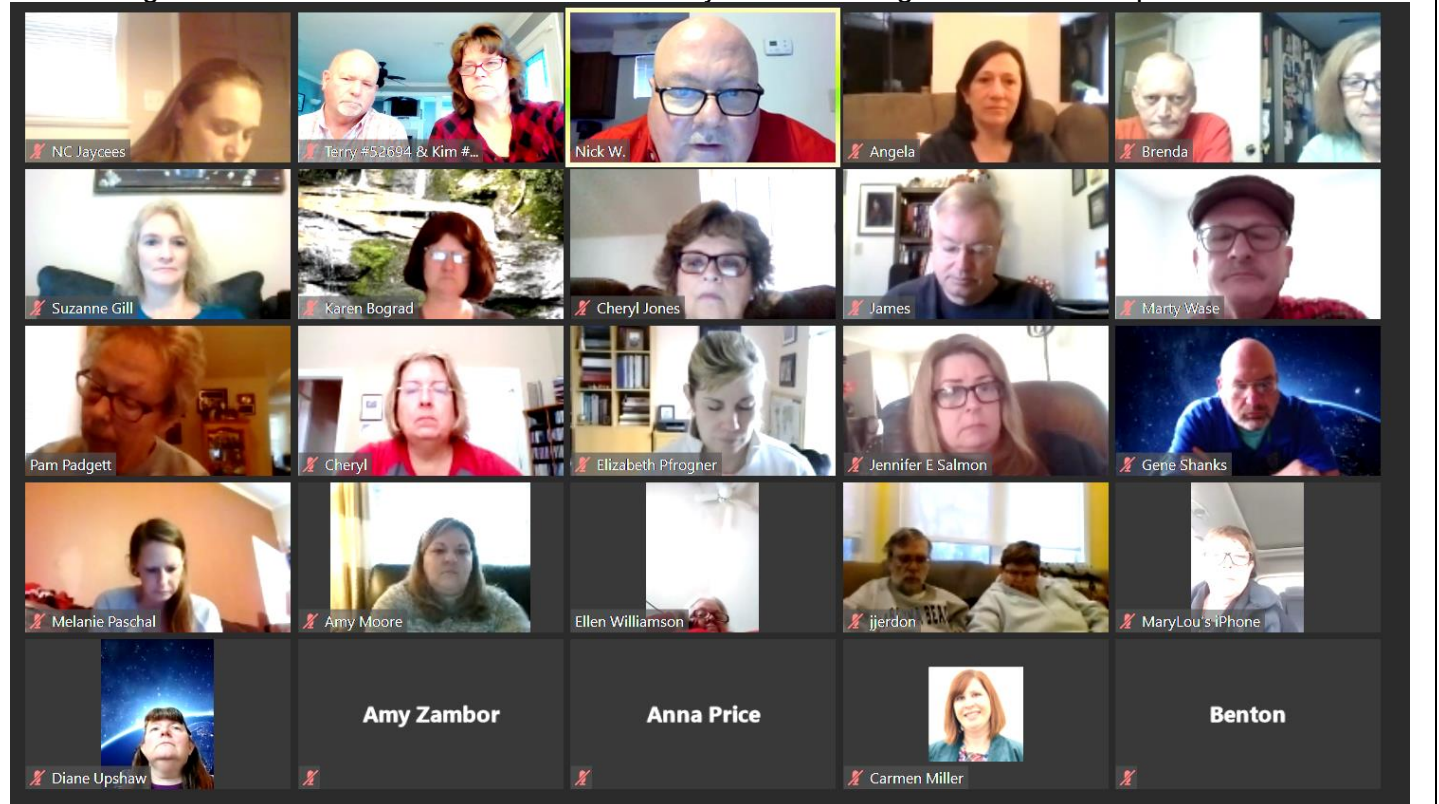 NC Jaycees
Terry #52694 & Kim #...
Nick W.
Angela
Brenda
Suzanne Gill
Karen Bograd
Cheryl Jones
James
Marty Wase
Pam Padgett
Cheryl
Elizabeth Pfrogner
Jennifer E Salmon
Gene Shanks
Melanie Paschal
Amy Moore
Ellen Williamson
jjerdon
MaryLou's iPhone
Diane Upshaw
Amy Zambor
Anna Price
Carmen Miller
Benton